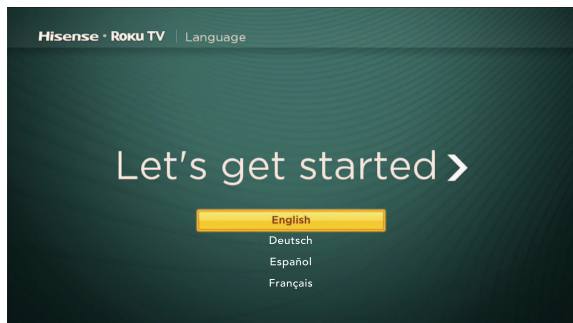 Hisense · Roku TV | Language
Let's get started ❯
English
Deutsch
Español
Français